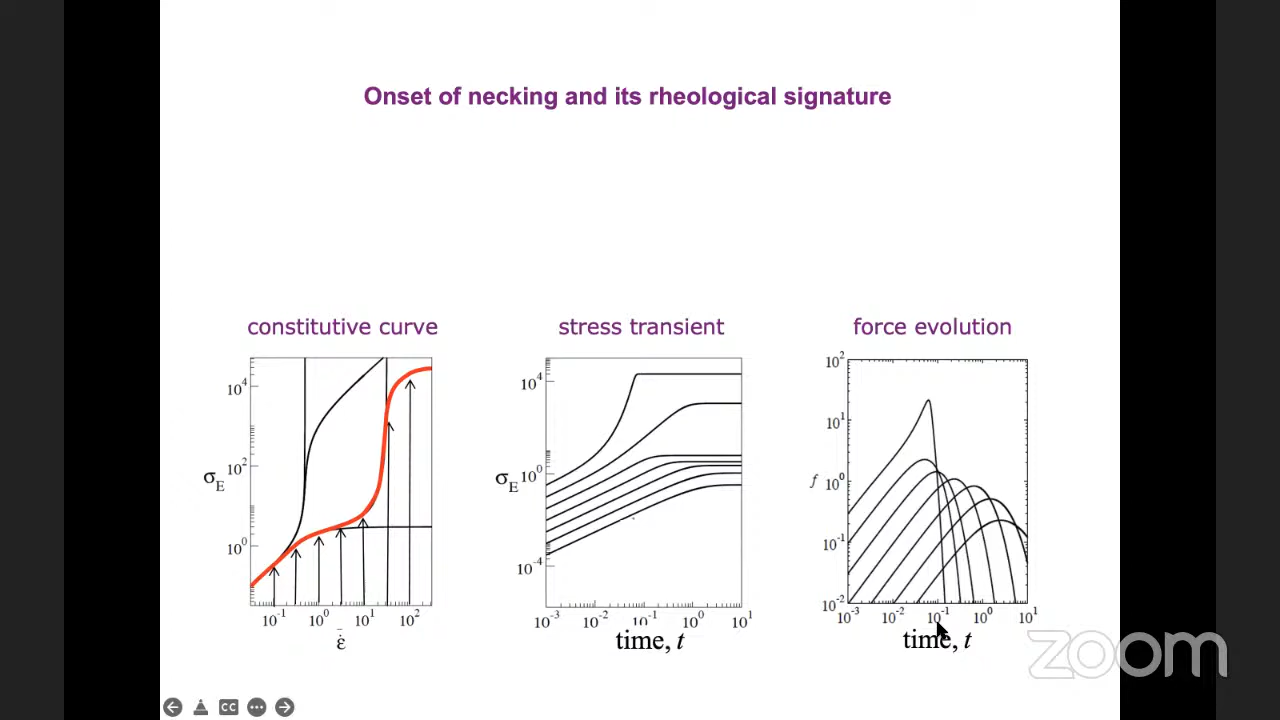 Onset of necking and its rheological signature
constitutive curve
stress transient
force evolution
10^4
10^2
10^0
σ_E
10^-1 10^0 10^1 10^2
ε̄̇
10^4
10^0
10^-4
σ_E
10^-3 10^-2 10^-1 10^0 10^1
time, t
10^2
10^1
10^0
10^-1
10^-2
f
10^-3 10^-2 10^-1 10^0 10^1
time, t
CC
zoom